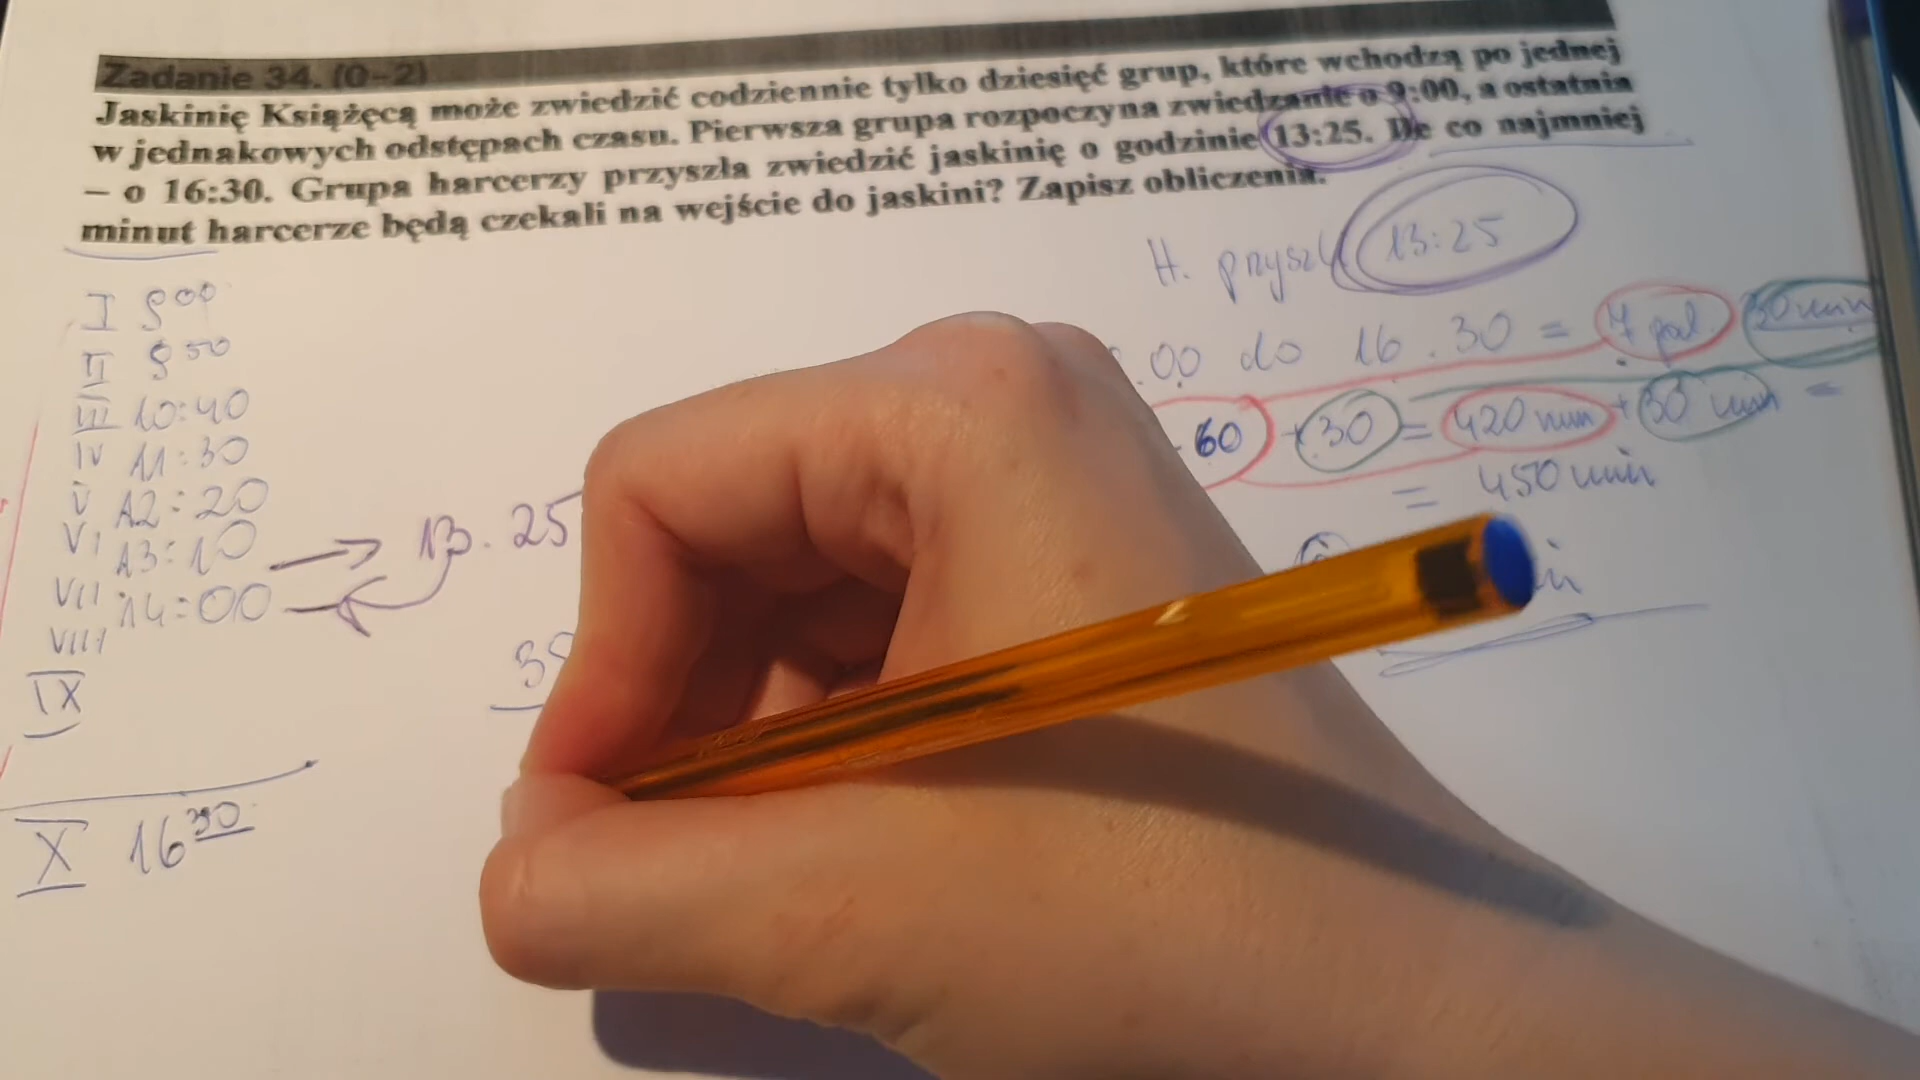 Zadanie 34. (0–2)
Jaskinię Książęcą może zwiedzić codziennie tylko dziesięć grup, które wchodzą po jednej
w jednakowych odstępach czasu. Pierwsza grupa rozpoczyna zwiedzanie o 9:00, a ostatnia
– o 16:30. Grupa harcerzy przyszła zwiedzić jaskinię o godzinie 13:25. Ile co najmniej
minut harcerze będą czekali na wejście do jaskini? Zapisz obliczenia.
H. przyszli 13:25
I 9 00
II 9 50
III 10:40
IV 11:30
V 12:20
VI 13:10
VII 14:00
VIII
IX
X 16 30
13.25
.00 do 16.30 = 7 godz. 30 min
60 + 30 = 420 min + 30 min =
= 450 min